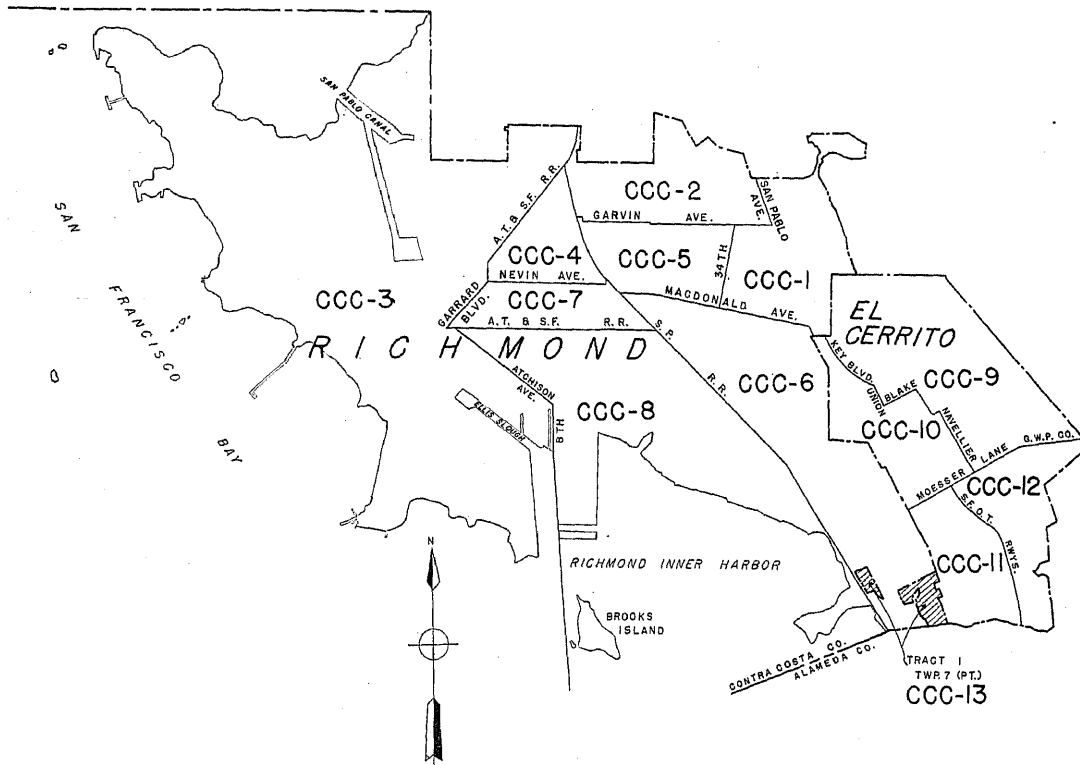 SAN PABLO CANAL
SAN
FRANCISCO
BAY
A.T. & S.F. R.R.
CCC-2
SAN PABLO
AVE.
GARVIN AVE.
CCC-4
CCC-5
34TH
CCC-1
NEVIN AVE.
CCC-3
GARRARD
BLVD.
CCC-7
MACDONALD AVE.
A.T. & S.F. R.R.
S.P.
R.R.
RICHMOND
EL
CERRITO
ATCHISON
AVE.
CCC-6
KEY BLVD.
UNION
BLAKE
CCC-9
ELLIS SLOUGH
8TH
CCC-8
CCC-10
NAVELLIER
G.W.P. CO.
MOESSER LANE
CCC-12
S.F.O.T.
RWYS.
N
RICHMOND INNER HARBOR
CCC-11
BROOKS
ISLAND
CONTRA COSTA CO.
ALAMEDA CO.
TRACT 1
TWP. 7 (PT.)
CCC-13